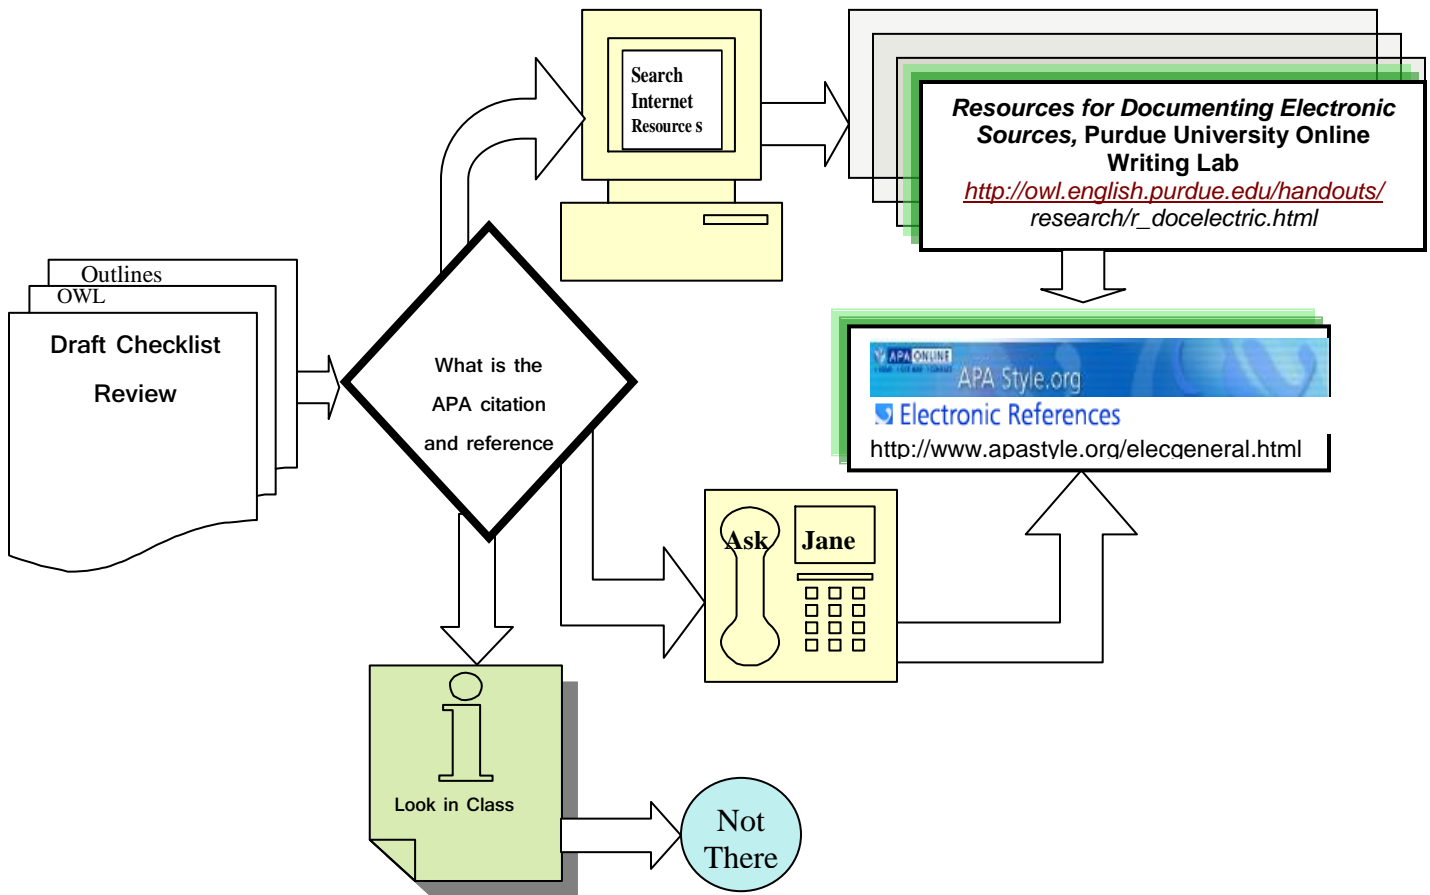 Search
Internet
Resource s
Resources for Documenting Electronic
Sources, Purdue University Online
Writing Lab
http://owl.english.purdue.edu/handouts/
research/r_docelectric.html
Outlines
OWL
Draft Checklist
Review
What is the
APA citation
and reference
APA ONLINE
APA Style.org
Electronic References
http://www.apastyle.org/elecgeneral.html
Ask Jane
Look in Class
Not
There